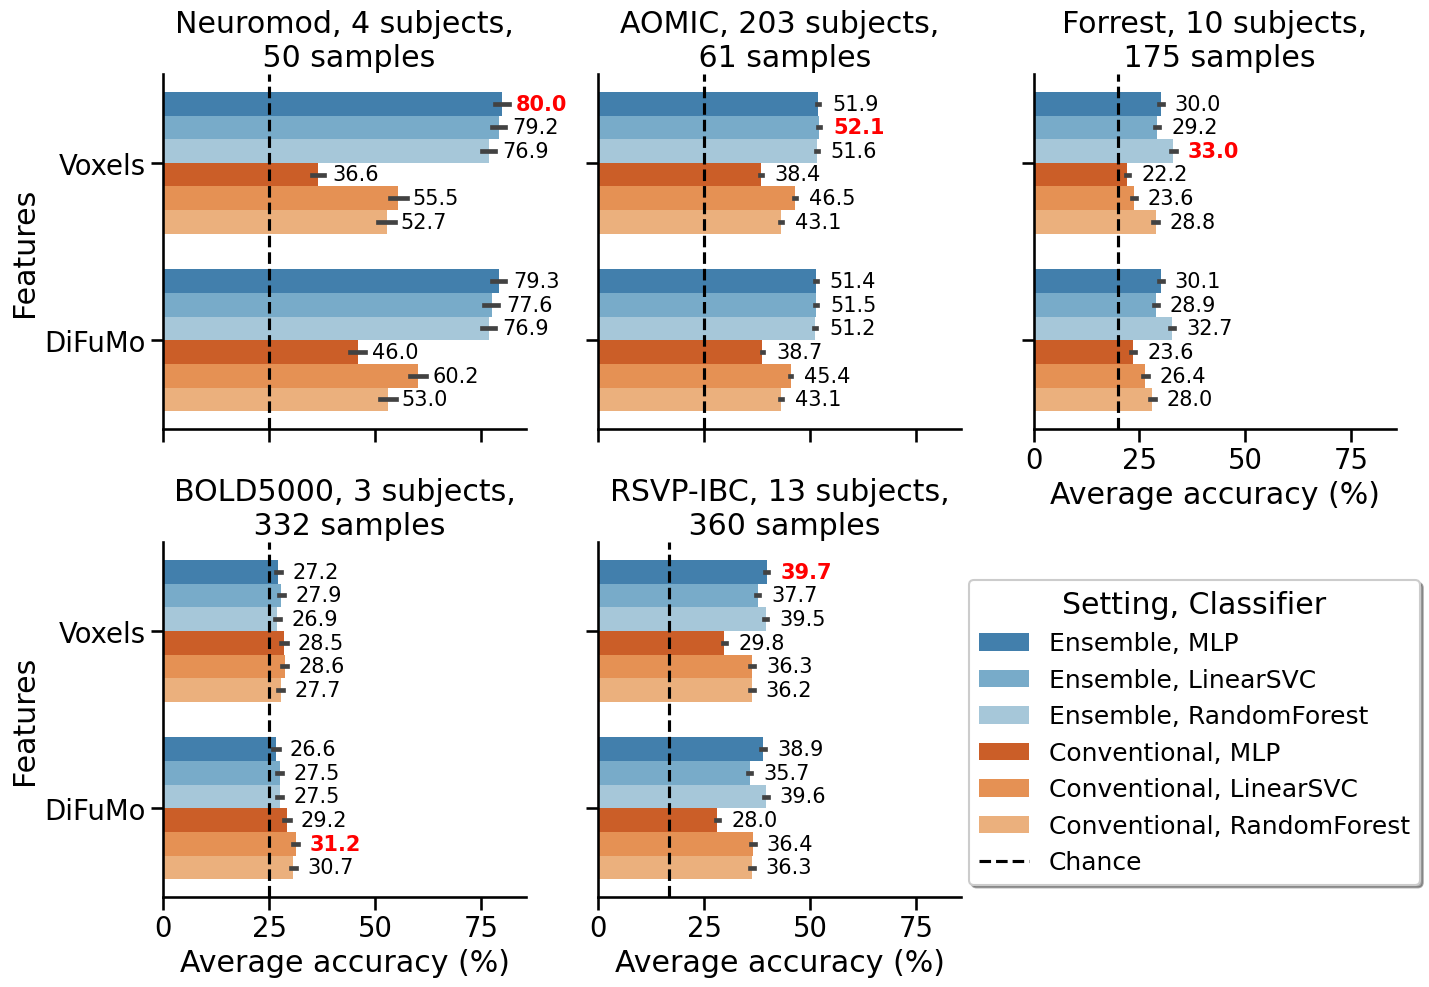 Neuromod, 4 subjects,
50 samples
AOMIC, 203 subjects,
61 samples
Forrest, 10 subjects,
175 samples
Features
Voxels
80.0
79.2
76.9
36.6
55.5
52.7
DiFuMo
79.3
77.6
76.9
46.0
60.2
53.0
51.9
52.1
51.6
38.4
46.5
43.1
51.4
51.5
51.2
38.7
45.4
43.1
30.0
29.2
33.0
22.2
23.6
28.8
30.1
28.9
32.7
23.6
26.4
28.0
0 25 50 75
Average accuracy (%)
BOLD5000, 3 subjects,
332 samples
RSVP-IBC, 13 subjects,
360 samples
Features
Voxels
27.2
27.9
26.9
28.5
28.6
27.7
DiFuMo
26.6
27.5
27.5
29.2
31.2
30.7
0 25 50 75
Average accuracy (%)
39.7
37.7
39.5
29.8
36.3
36.2
38.9
35.7
39.6
28.0
36.4
36.3
0 25 50 75
Average accuracy (%)
Setting, Classifier
Ensemble, MLP
Ensemble, LinearSVC
Ensemble, RandomForest
Conventional, MLP
Conventional, LinearSVC
Conventional, RandomForest
Chance